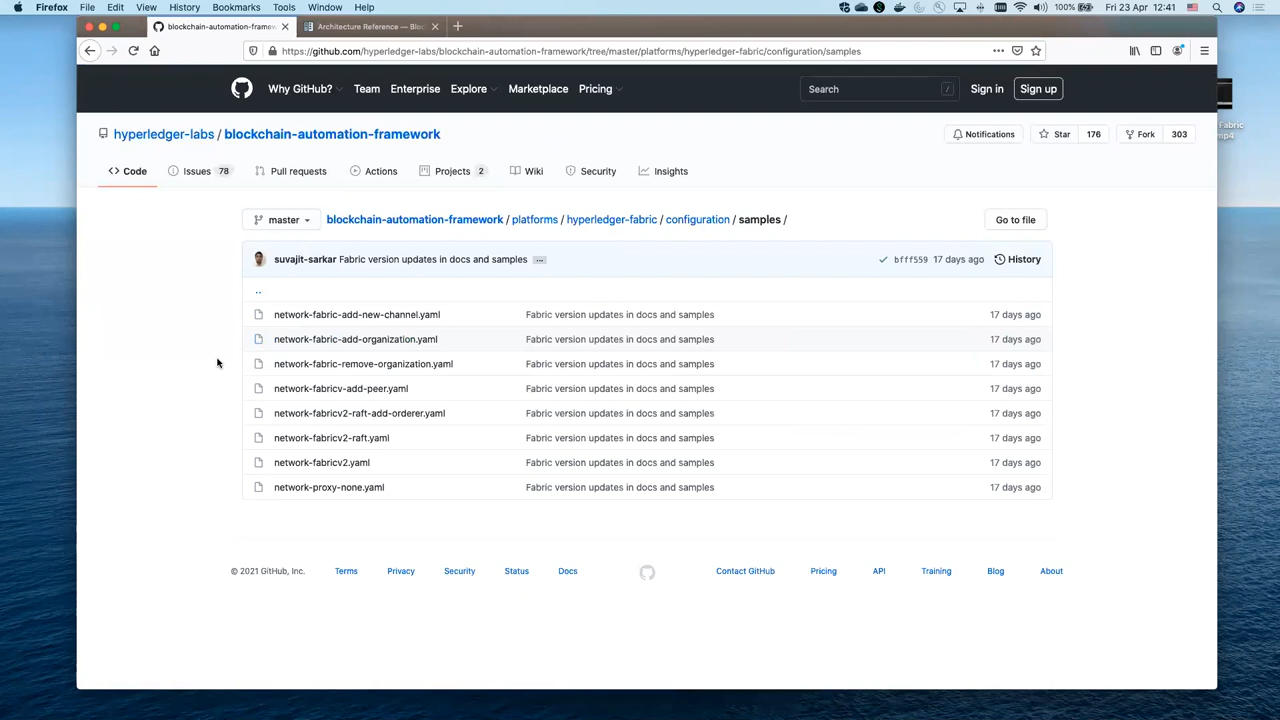 Firefox File Edit View History Bookmarks Tools Window Help 100% Fri 23 Apr 12:41
blockchain-automation-framew Architecture Reference — Bloc
https://github.com/hyperledger-labs/blockchain-automation-framework/tree/master/platforms/hyperledger-fabric/configuration/samples
Why GitHub? Team Enterprise Explore Marketplace Pricing Search / Sign in Sign up
hyperledger-labs / blockchain-automation-framework Notifications Star 176 Fork 303
Code Issues 78 Pull requests Actions Projects 2 Wiki Security Insights
master blockchain-automation-framework / platforms / hyperledger-fabric / configuration / samples / Go to file
suvajit-sarkar Fabric version updates in docs and samples ... bfff559 17 days ago History
..
network-fabric-add-new-channel.yaml Fabric version updates in docs and samples 17 days ago
network-fabric-add-organization.yaml Fabric version updates in docs and samples 17 days ago
network-fabric-remove-organization.yaml Fabric version updates in docs and samples 17 days ago
network-fabricv-add-peer.yaml Fabric version updates in docs and samples 17 days ago
network-fabricv2-raft-add-orderer.yaml Fabric version updates in docs and samples 17 days ago
network-fabricv2-raft.yaml Fabric version updates in docs and samples 17 days ago
network-fabricv2.yaml Fabric version updates in docs and samples 17 days ago
network-proxy-none.yaml Fabric version updates in docs and samples 17 days ago
© 2021 GitHub, Inc. Terms Privacy Security Status Docs Contact GitHub Pricing API Training Blog About
Fabric
mp4